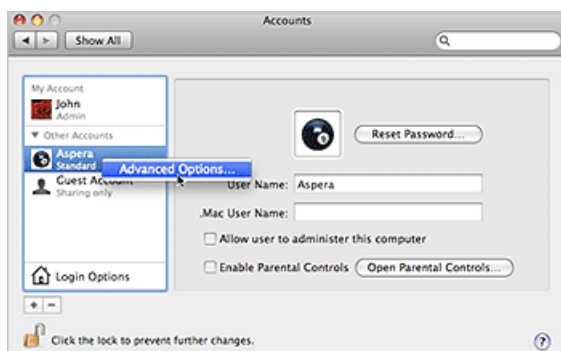 Accounts
Show All
My Account
John
Admin
Other Accounts
Aspera
Standard
Advanced Options...
Guest Account
Sharing only
Login Options
Reset Password...
User Name: Aspera
.Mac User Name:
Allow user to administer this computer
Enable Parental Controls
Open Parental Controls...
+ −
Click the lock to prevent further changes.
?